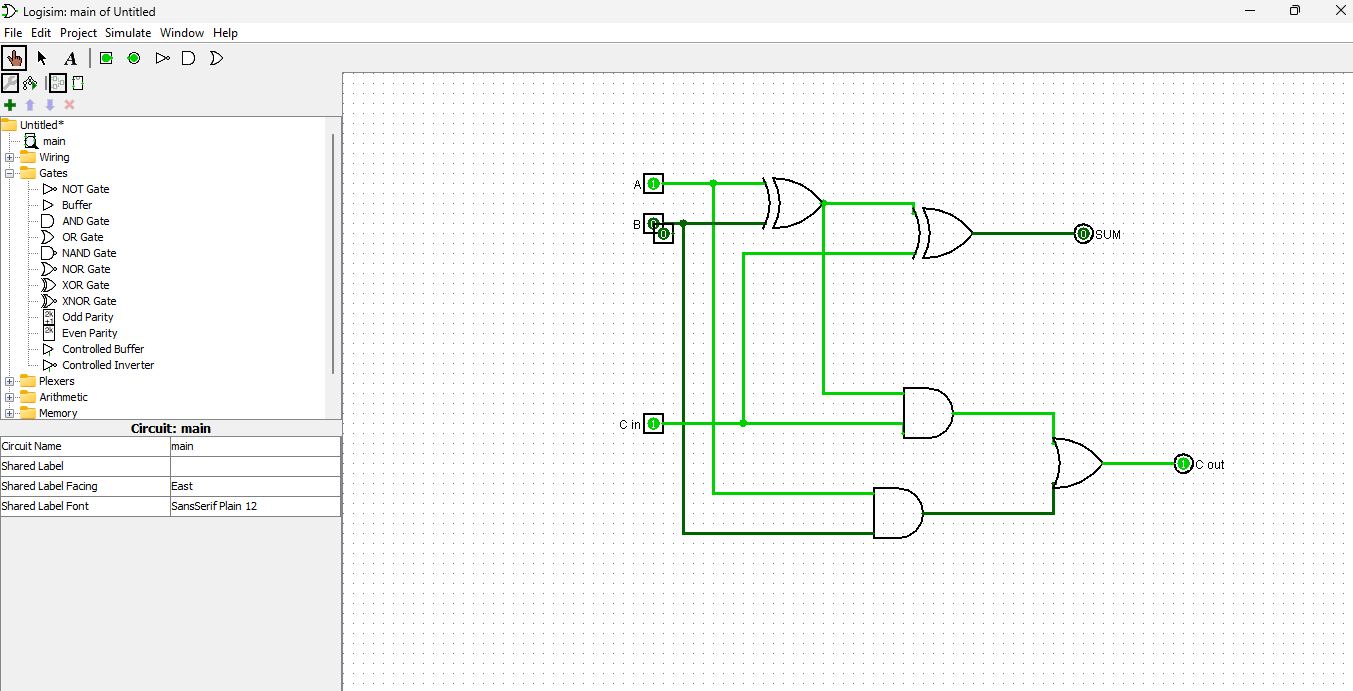 Logisim: main of Untitled
File Edit Project Simulate Window Help
A
Untitled*
main
Wiring
Gates
NOT Gate
Buffer
AND Gate
OR Gate
NAND Gate
NOR Gate
XOR Gate
XNOR Gate
2k+1 Odd Parity
2k Even Parity
Controlled Buffer
Controlled Inverter
Plexers
Arithmetic
Memory
Circuit: main
Circuit Name main
Shared Label
Shared Label Facing East
Shared Label Font SansSerif Plain 12
A 1
B 0
0
0 SUM
C in 1
1 C out